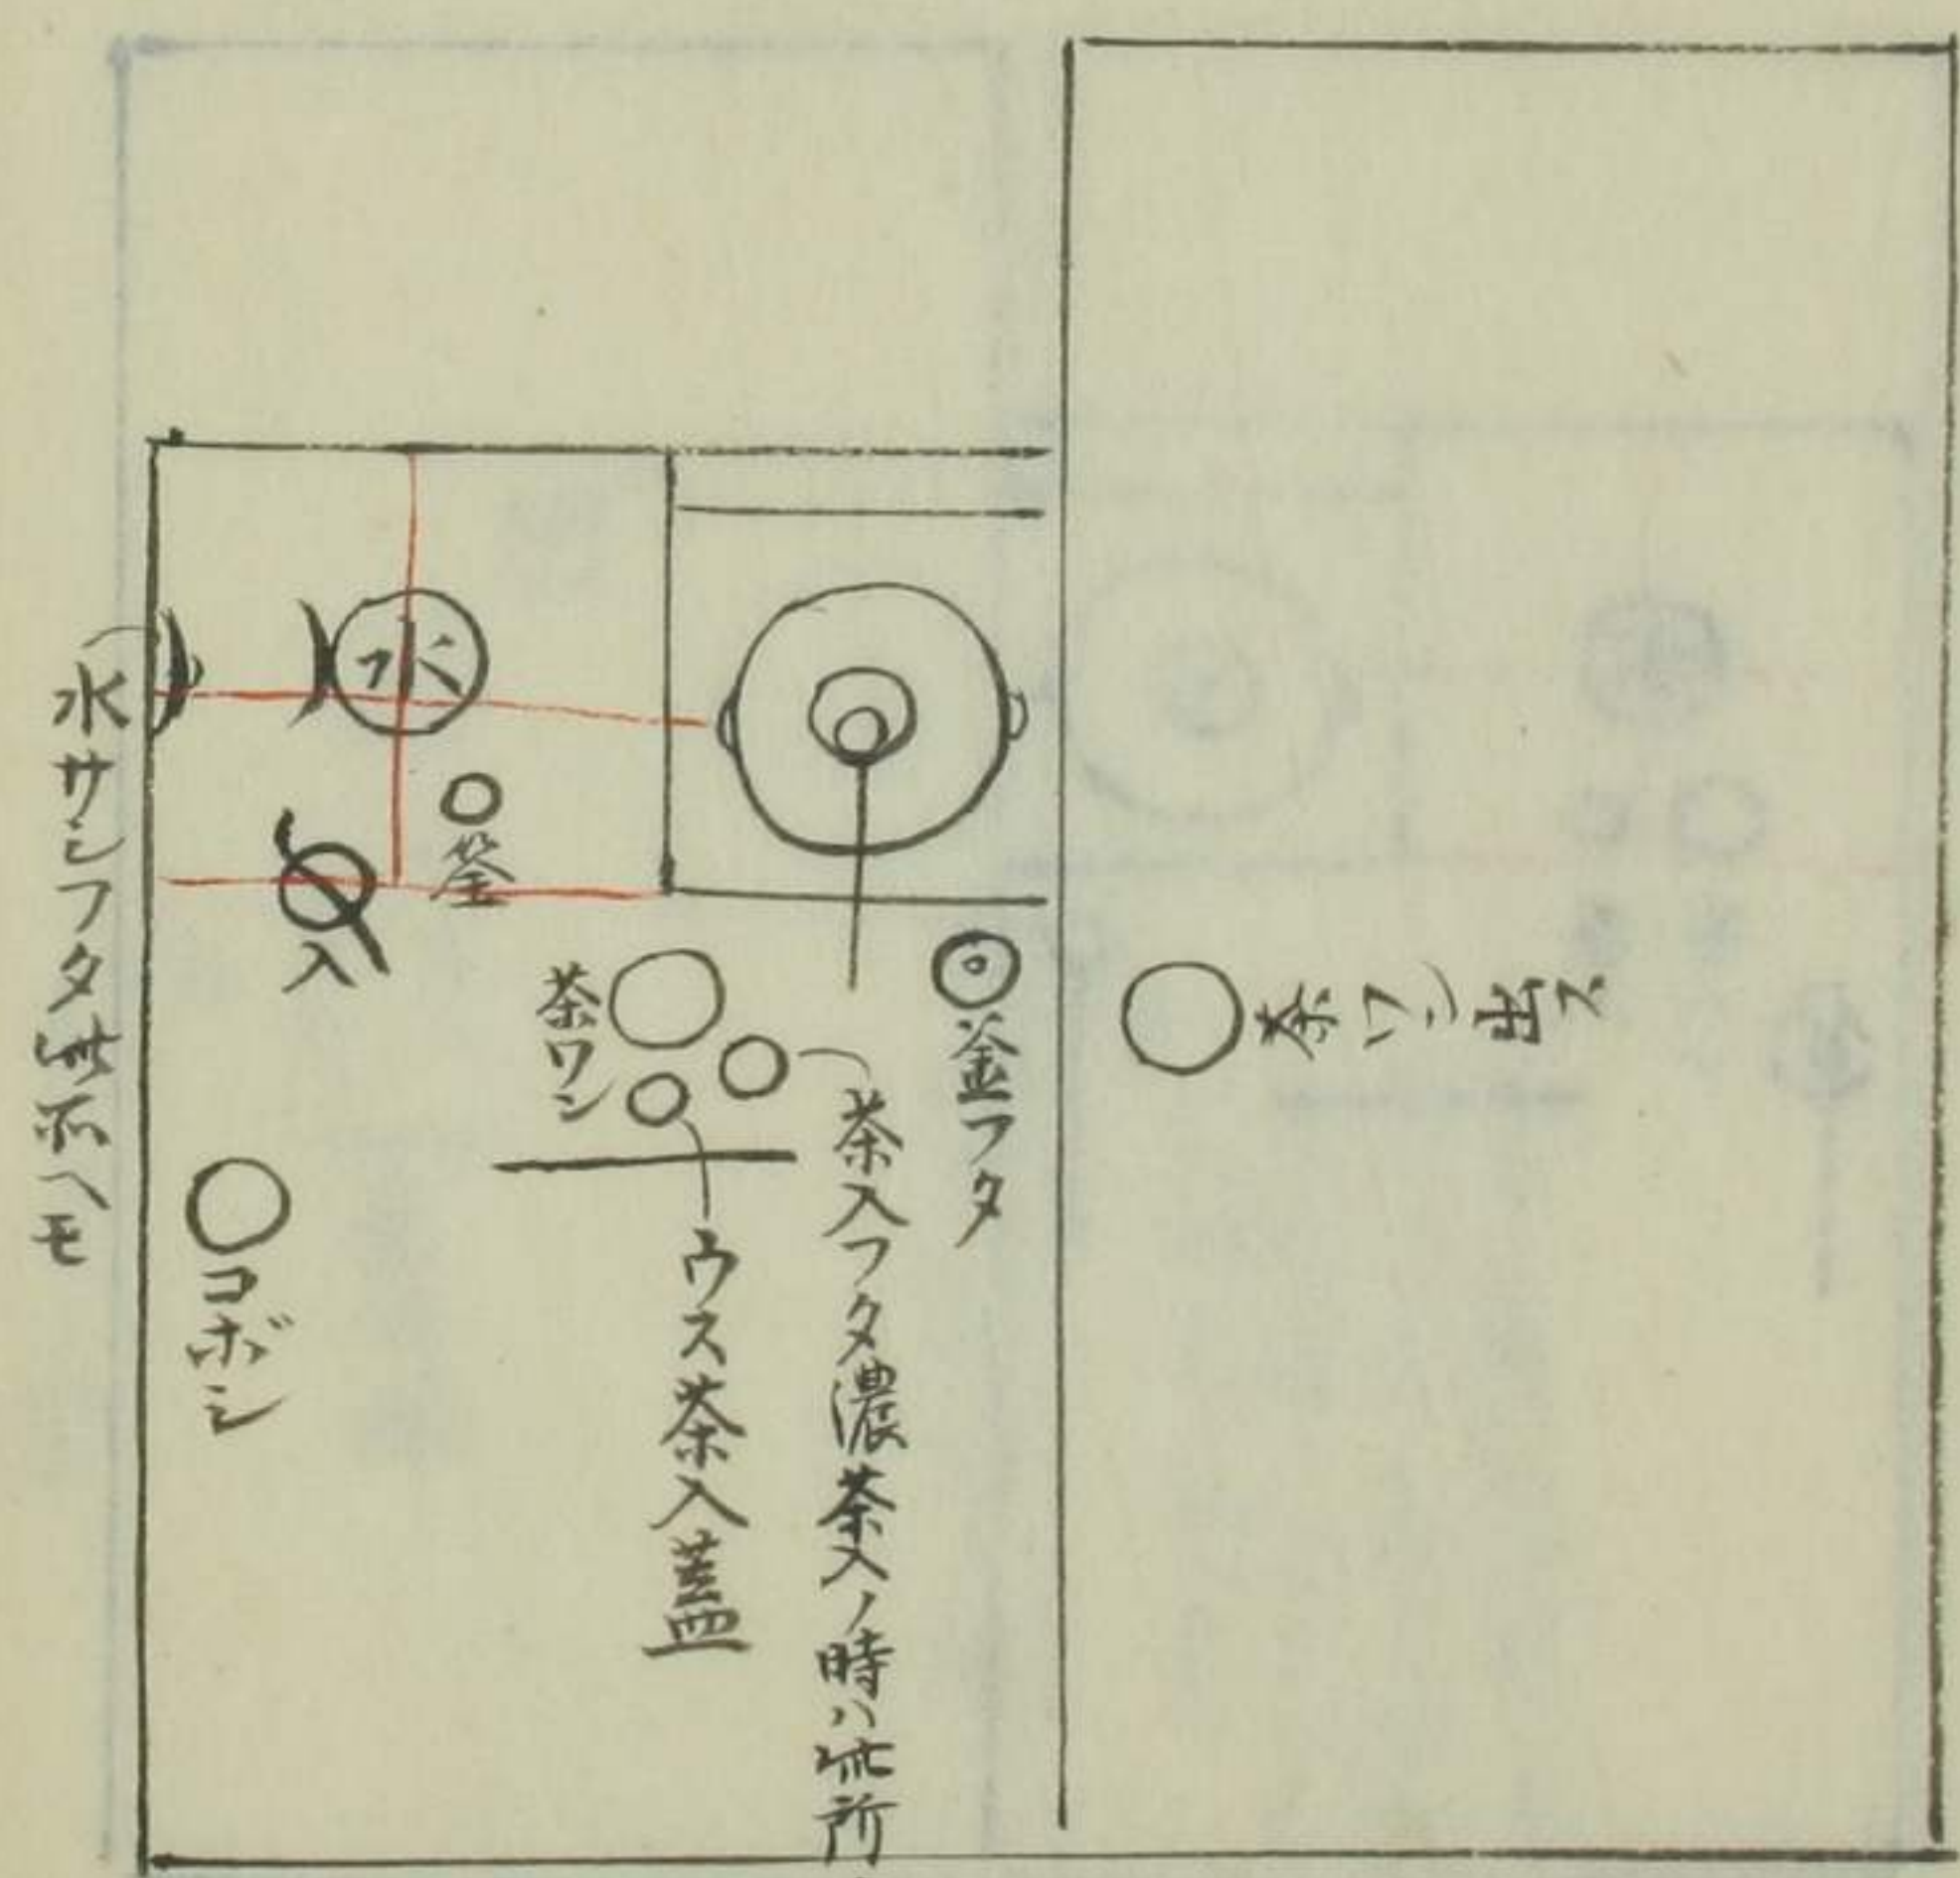 茶ワン出ス
釜フタ
茶入フタ濃茶入ノ時ハ此所
ウス茶入蓋
茶ワン
水
筌
入
コボシ
水サシフタ此所ヘモ